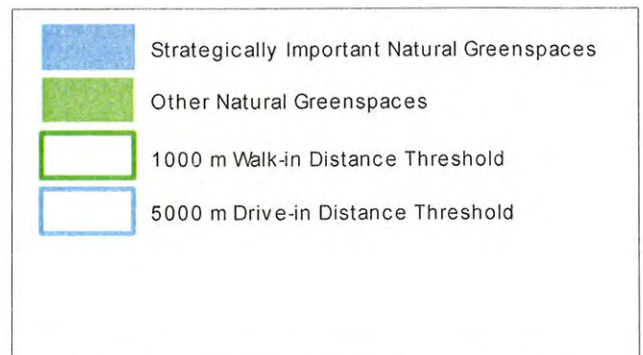 Strategically Important Natural Greenspaces
Other Natural Greenspaces
1000 m Walk-in Distance Threshold
5000 m Drive-in Distance Threshold